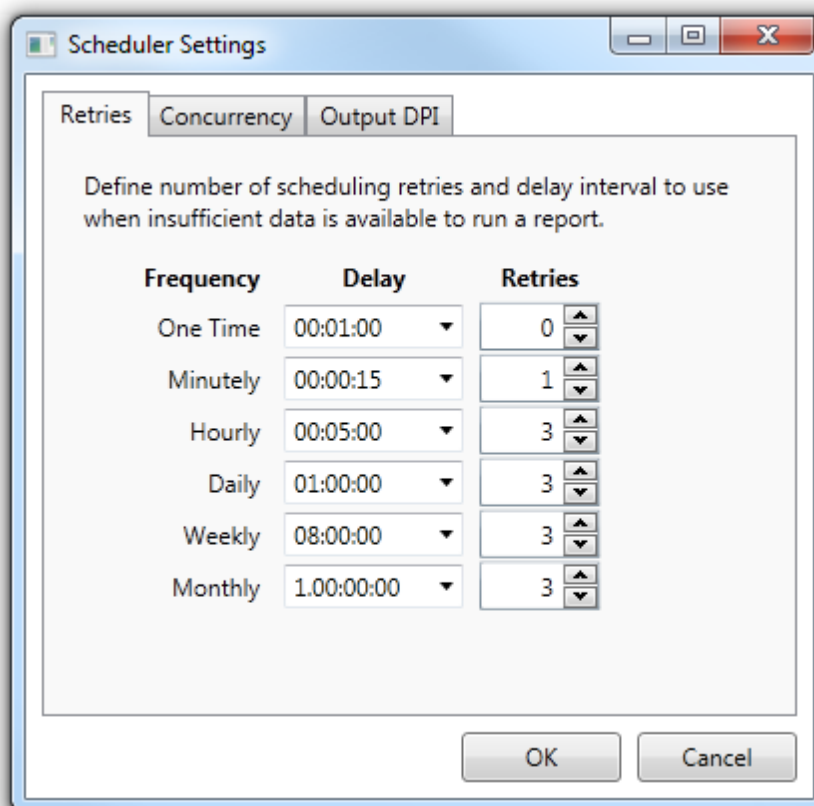 Scheduler Settings
Retries Concurrency Output DPI
Define number of scheduling retries and delay interval to use
when insufficient data is available to run a report.
Frequency Delay Retries
One Time 00:01:00 0
Minutely 00:00:15 1
Hourly 00:05:00 3
Daily 01:00:00 3
Weekly 08:00:00 3
Monthly 1.00:00:00 3
OK Cancel